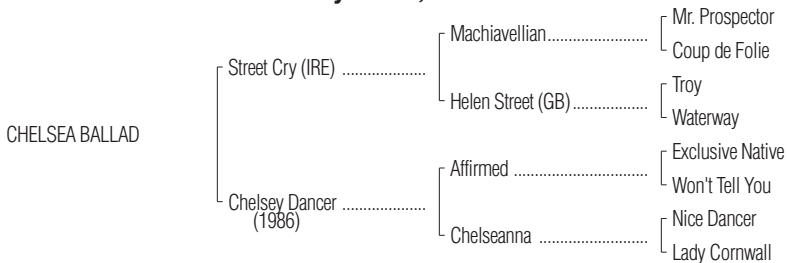 Mr. Prospector
Machiavellian....................
Coup de Folie
Street Cry (IRE) ....................
Troy
Helen Street (GB)..................
Waterway
CHELSEA BALLAD
Exclusive Native
Affirmed ...........................
Won't Tell You
Chelsey Dancer ....................
(1986)
Nice Dancer
Chelseanna .......................
Lady Cornwall